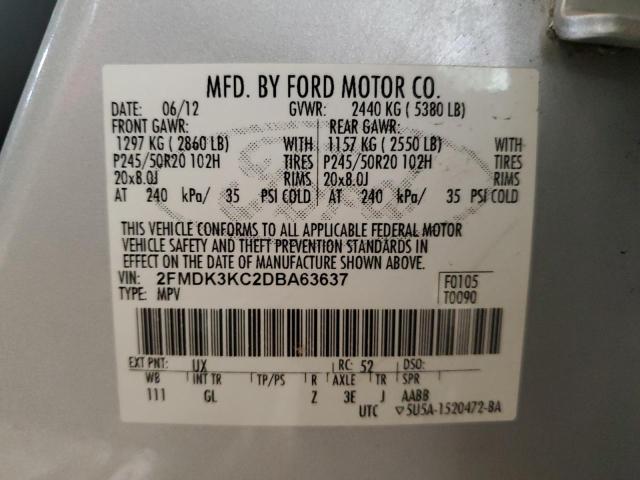 MFD. BY FORD MOTOR CO.
DATE: 06/12 GVWR: 2440 KG ( 5380 LB)
FRONT GAWR: REAR GAWR:
1297 KG ( 2860 LB) WITH 1157 KG ( 2550 LB) WITH
P245/50R20 102H TIRES P245/50R20 102H TIRES
20x8.0J RIMS 20x8.0J RIMS
AT 240 kPa/ 35 PSI COLD AT 240 kPa/ 35 PSI COLD
THIS VEHICLE CONFORMS TO ALL APPLICABLE FEDERAL MOTOR
VEHICLE SAFETY AND THEFT PREVENTION STANDARDS IN
EFFECT ON THE DATE OF MANUFACTURE SHOWN ABOVE.
VIN: 2FMDK3KC2DBA63637 F0105
TYPE: MPV T0090
EXT PNT: UX RC: 52 DSO:
WB INT TR TP/PS R AXLE TR SPR
111 GL Z 3E J AABB
UTC ▽5U5A-1520472-BA